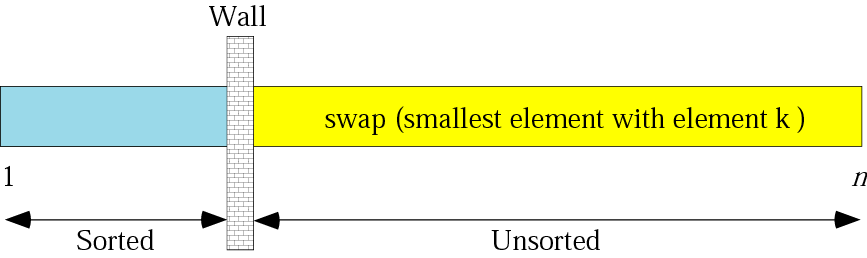 Wall
swap (smallest element with element k )
1
n
Sorted
Unsorted